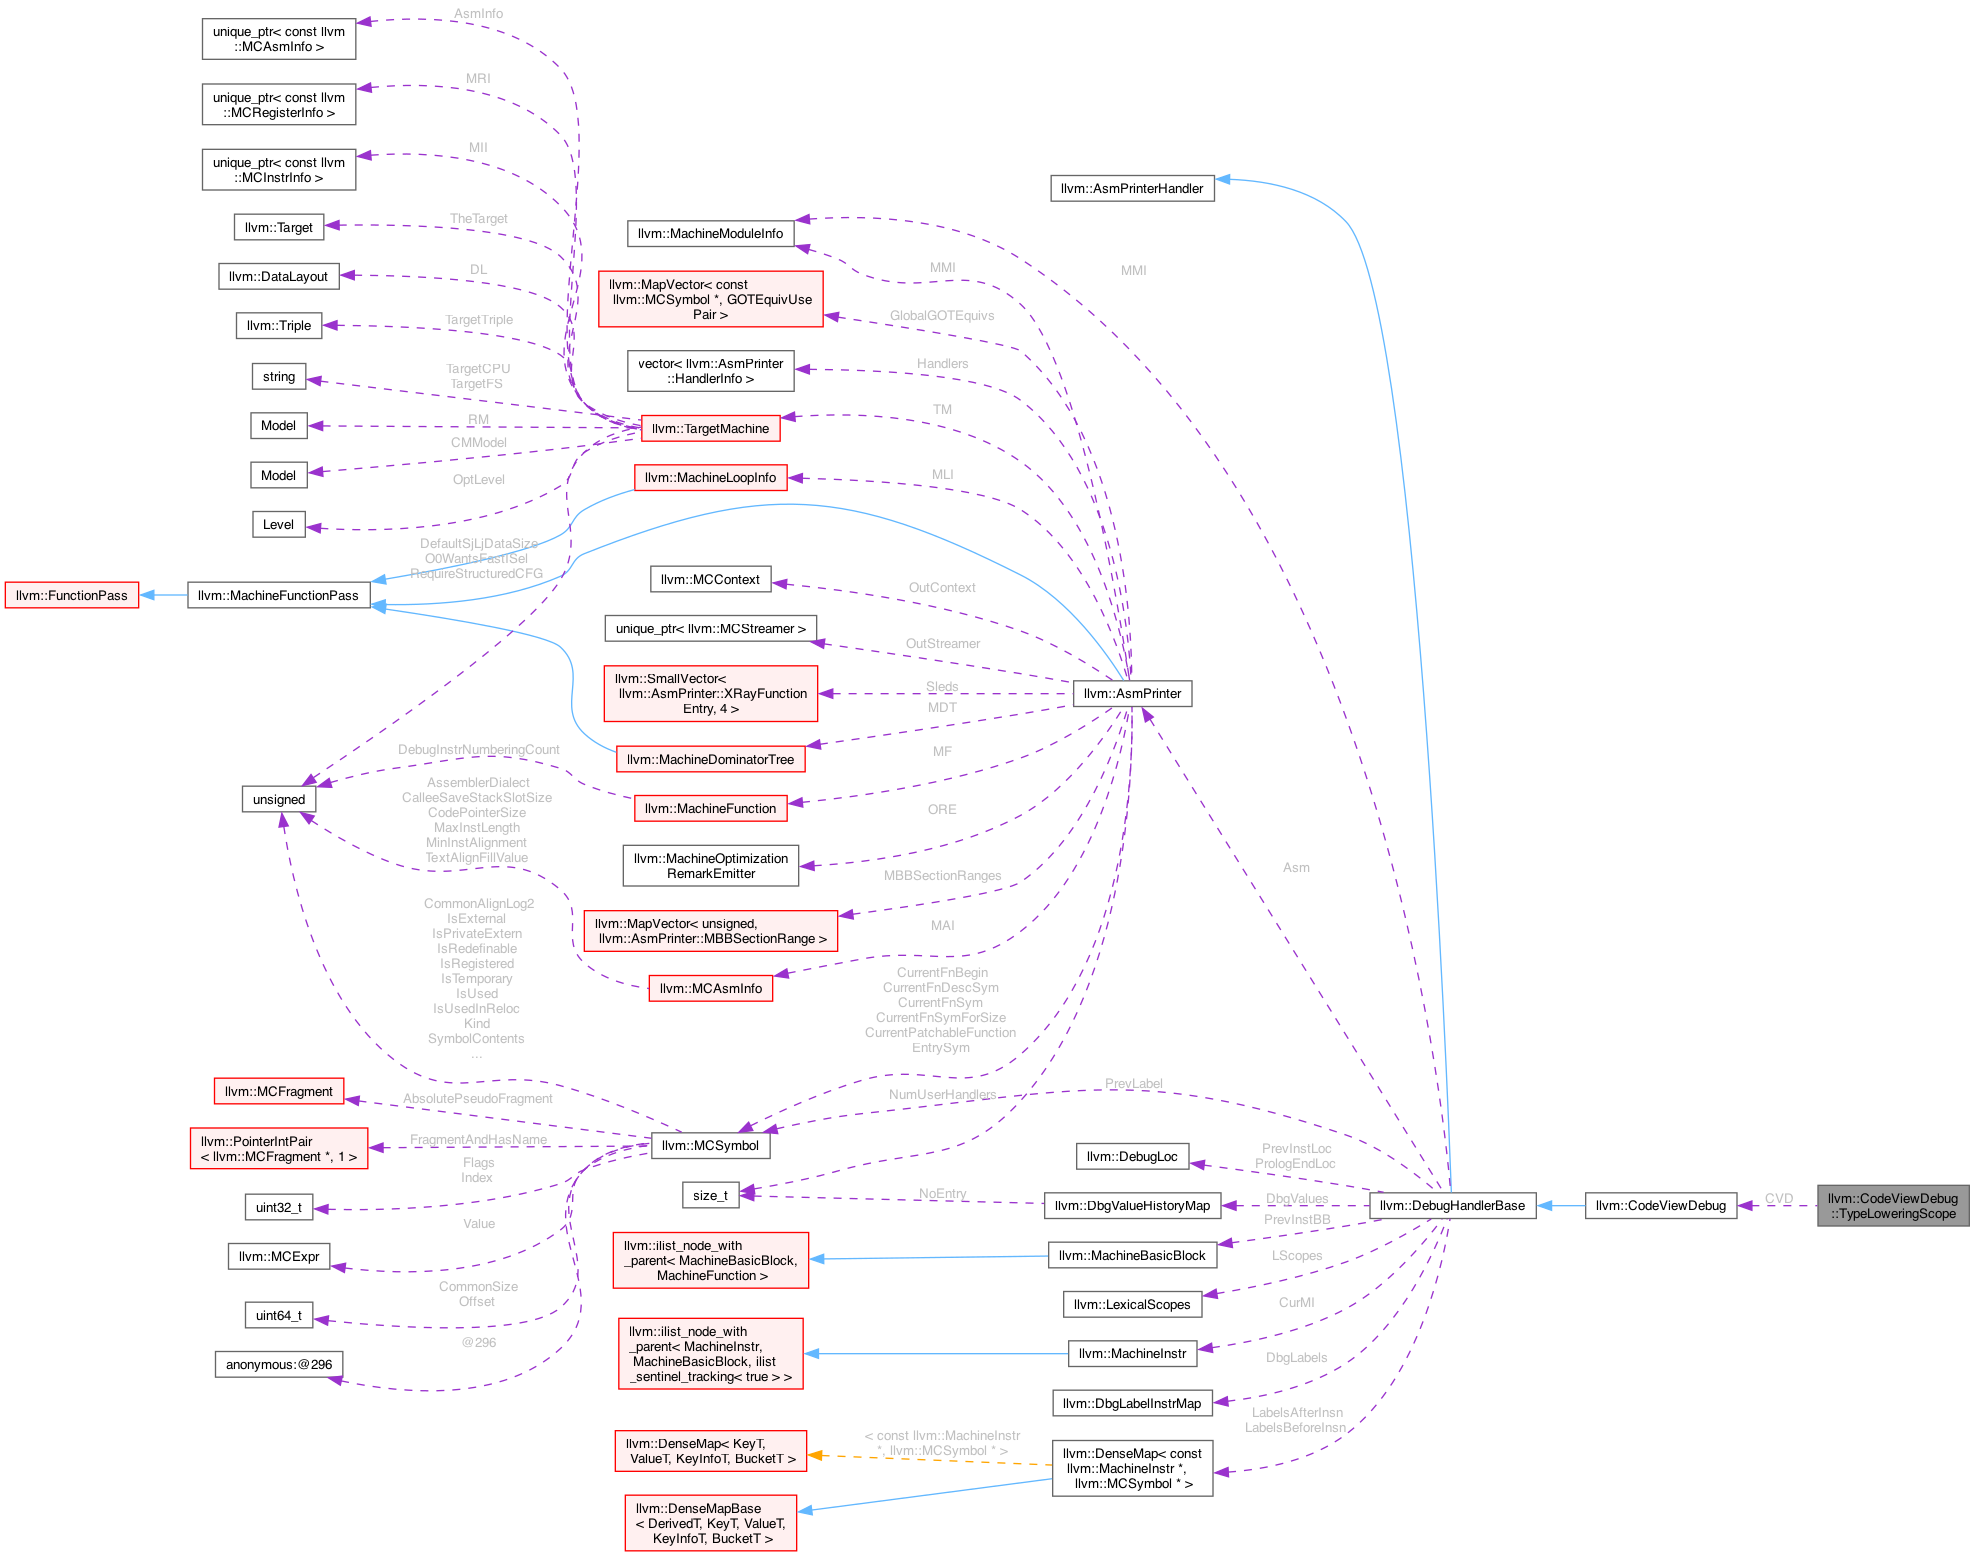 AsmInfo
unique_ptr< const llvm
::MCAsmInfo >
MRI
unique_ptr< const llvm
::MCRegisterInfo >
MII
unique_ptr< const llvm
::MCInstrInfo >
TheTarget
llvm::Target
DL
llvm::DataLayout
TargetTriple
llvm::Triple
TargetCPU
TargetFS
string
RM
Model
CMModel
Model
OptLevel
Level
DefaultSjLjDataSize
O0WantsFastISel
RequireStructuredCFG
llvm::FunctionPass
llvm::MachineFunctionPass
DebugInstrNumberingCount
unsigned
AssemblerDialect
CalleeSaveStackSlotSize
CodePointerSize
MaxInstLength
MinInstAlignment
TextAlignFillValue
CommonAlignLog2
IsExternal
IsPrivateExtern
IsRedefinable
IsRegistered
IsTemporary
IsUsed
IsUsedInReloc
Kind
SymbolContents
...
llvm::MCFragment
AbsolutePseudoFragment
llvm::PointerIntPair
< llvm::MCFragment *, 1 >
FragmentAndHasName
Flags
Index
uint32_t
Value
llvm::MCExpr
CommonSize
Offset
uint64_t
@296
anonymous:@296
llvm::MachineModuleInfo
llvm::MapVector< const
llvm::MCSymbol *, GOTEquivUse
Pair >
vector< llvm::AsmPrinter
::HandlerInfo >
llvm::TargetMachine
llvm::MachineLoopInfo
llvm::MCContext
unique_ptr< llvm::MCStreamer >
llvm::SmallVector<
llvm::AsmPrinter::XRayFunction
Entry, 4 >
llvm::MachineDominatorTree
llvm::MachineFunction
llvm::MachineOptimization
RemarkEmitter
llvm::MapVector< unsigned,
llvm::AsmPrinter::MBBSectionRange >
llvm::MCAsmInfo
llvm::MCSymbol
size_t
llvm::ilist_node_with
_parent< MachineBasicBlock,
MachineFunction >
llvm::ilist_node_with
_parent< MachineInstr,
MachineBasicBlock, ilist
_sentinel_tracking< true > >
llvm::DenseMap< KeyT,
ValueT, KeyInfoT, BucketT >
llvm::DenseMapBase
< DerivedT, KeyT, ValueT,
KeyInfoT, BucketT >
MMI
GlobalGOTEquivs
Handlers
TM
MLI
OutContext
OutStreamer
Sleds
MDT
MF
ORE
MBBSectionRanges
MAI
CurrentFnBegin
CurrentFnDescSym
CurrentFnSym
CurrentFnSymForSize
CurrentPatchableFunction
EntrySym
NumUserHandlers
NoEntry
< const llvm::MachineInstr
*, llvm::MCSymbol * >
llvm::AsmPrinterHandler
MMI
llvm::AsmPrinter
Asm
PrevLabel
llvm::DebugLoc
PrevInstLoc
PrologEndLoc
llvm::DbgValueHistoryMap
DbgValues
PrevInstBB
llvm::MachineBasicBlock
LScopes
llvm::LexicalScopes
CurMI
llvm::MachineInstr
DbgLabels
llvm::DbgLabelInstrMap
LabelsAfterInsn
LabelsBeforeInsn
llvm::DenseMap< const
llvm::MachineInstr *,
llvm::MCSymbol * >
llvm::DebugHandlerBase
llvm::CodeViewDebug
CVD
llvm::CodeViewDebug
::TypeLoweringScope